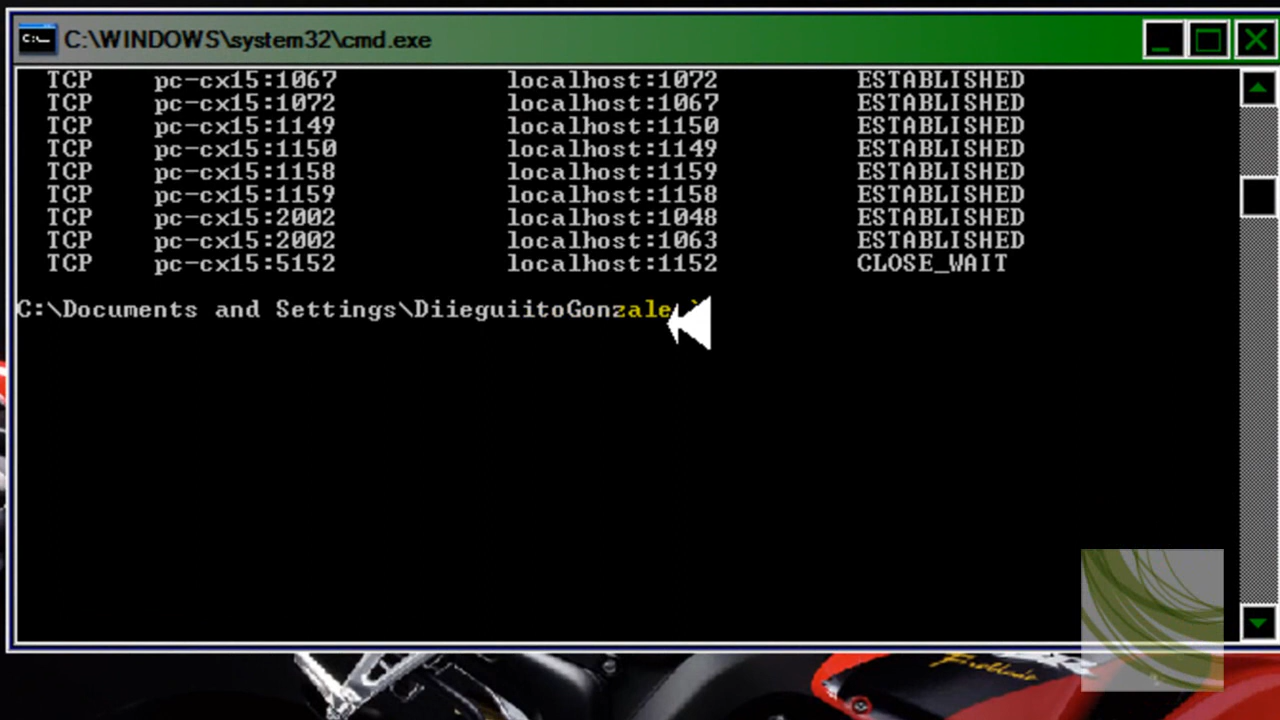 C:\WINDOWS\system32\cmd.exe
TCP pc-cx15:1067 localhost:1072 ESTABLISHED
TCP pc-cx15:1072 localhost:1067 ESTABLISHED
TCP pc-cx15:1149 localhost:1150 ESTABLISHED
TCP pc-cx15:1150 localhost:1149 ESTABLISHED
TCP pc-cx15:1158 localhost:1159 ESTABLISHED
TCP pc-cx15:1159 localhost:1158 ESTABLISHED
TCP pc-cx15:2002 localhost:1048 ESTABLISHED
TCP pc-cx15:2002 localhost:1063 ESTABLISHED
TCP pc-cx15:5152 localhost:1152 CLOSE_WAIT
C:\Documents and Settings\DiieguiitoGonzale
Fireblade